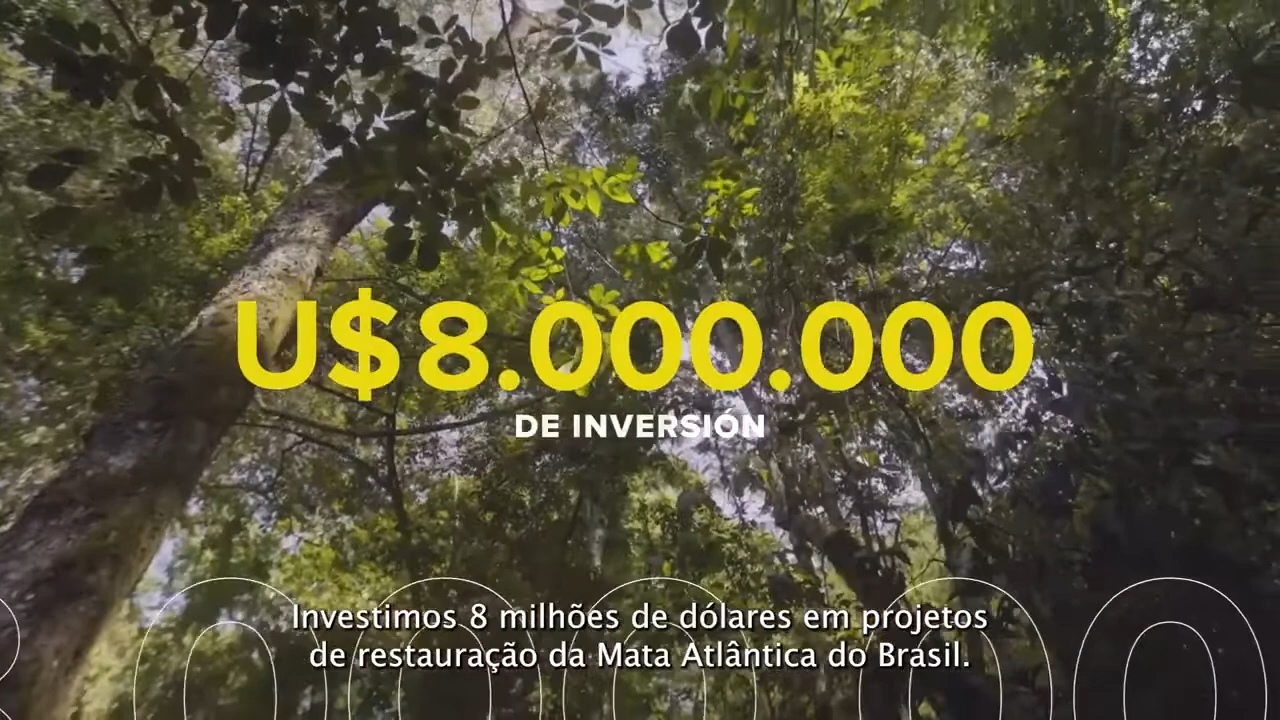 U$8.000.000
DE INVERSIÓN
Investimos 8 milhões de dólares em projetos
de restauração da Mata Atlântica do Brasil.